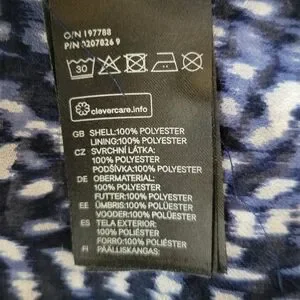 O/N 197788
P/N 0207826 9
30
clevercare.info
GB SHELL:100% POLYESTER
LINING:100% POLYESTER
CZ SVRCHNÍ LÁTKA:
100% POLYESTER
PODŠÍVKA:100% POLYESTER
DE OBERMATERIAL:
100% POLYESTER
FUTTER:100% POLYESTER
EE ÜMBRIS:100% POLÜESTER
VOODER:100% POLÜESTER
ES TELA EXTERIOR:
100% POLIÉSTER
FORRO:100% POLIÉSTER
FI PÄÄLLISKANGAS: